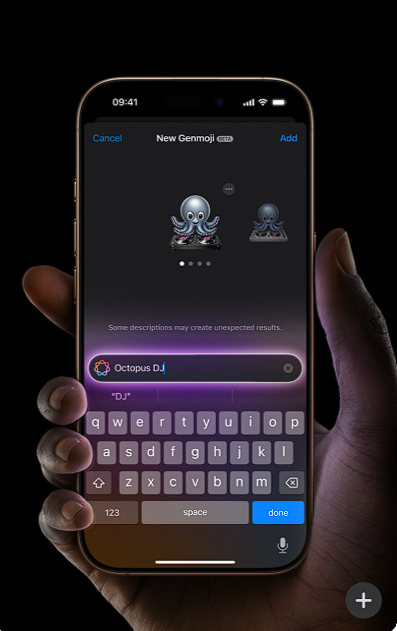 09:41
Cancel New Genmoji BETA Add
Some descriptions may create unexpected results.
Octopus DJ
"DJ"
q w e r t y u i o p
a s d f g h j k l
z x c v b n m
123 space done